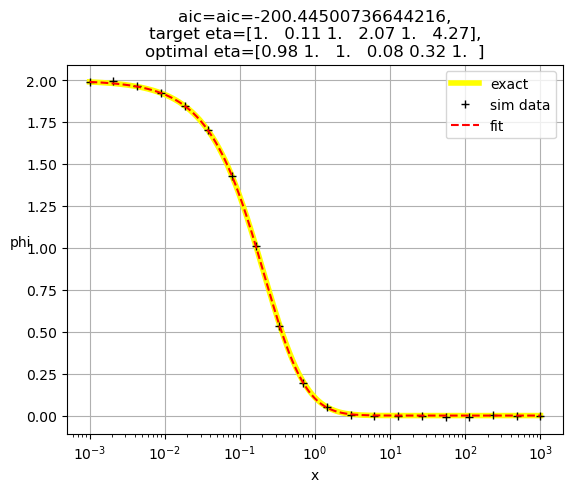 aic=aic=-200.44500736644216,
target eta=[1.   0.11 1.   2.07 1.   4.27],
optimal eta=[0.98 1.   1.   0.08 0.32 1.  ]
2.00
1.75
1.50
1.25
phi
1.00
0.75
0.50
0.25
0.00
exact
sim data
fit
10⁻³
10⁻²
10⁻¹
10⁰
10¹
10²
10³
x